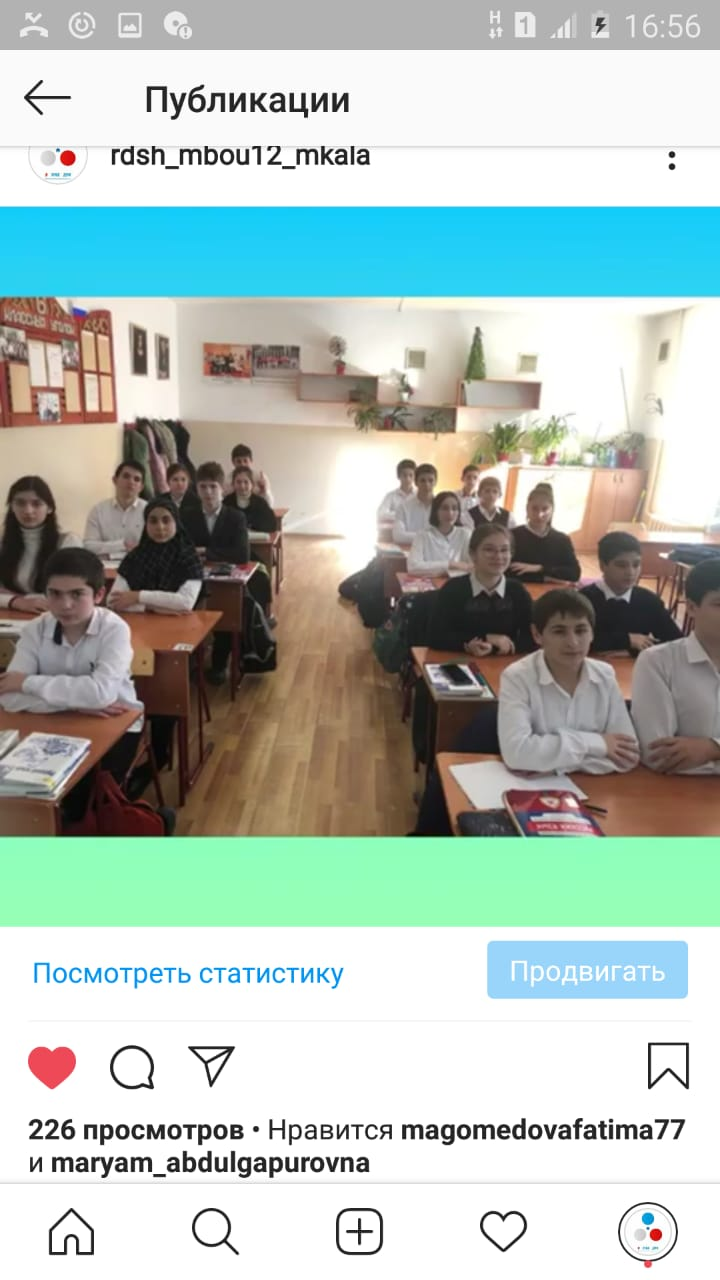 16:56
Публикации
rdsh_mbou12_mkala
Посмотреть статистику
Продвигать
226 просмотров • Нравится magomedovafatima77
и maryam_abdulgapurovna